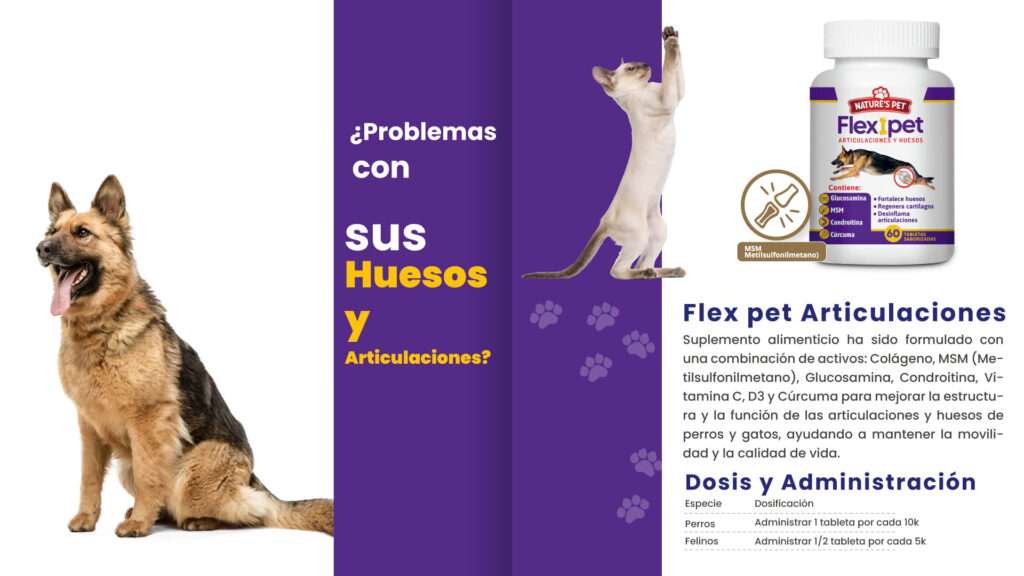 ¿Problemas
con
sus
Huesos
y
Articulaciones?
NATURE'S PET
Flexipet
ARTICULACIONES Y HUESOS
Contiene:
Glucosamina
MSM
Condroitina
Cúrcuma
• Fortalece huesos
• Regenera cartílagos
• Desinflama
articulaciones
60 TABLETAS
SABORIZADAS
MSM
Metilsulfonilmetano)
Flex pet Articulaciones
Suplemento alimenticio ha sido formulado con
una combinación de activos: Colágeno, MSM (Me-
tilsulfonilmetano), Glucosamina, Condroitina, Vi-
tamina C, D3 y Cúrcuma para mejorar la estructu-
ra y la función de las articulaciones y huesos de
perros y gatos, ayudando a mantener la movili-
dad y la calidad de vida.
Dosis y Administración
Especie Dosificación
Perros Administrar 1 tableta por cada 10k
Felinos Administrar 1/2 tableta por cada 5k